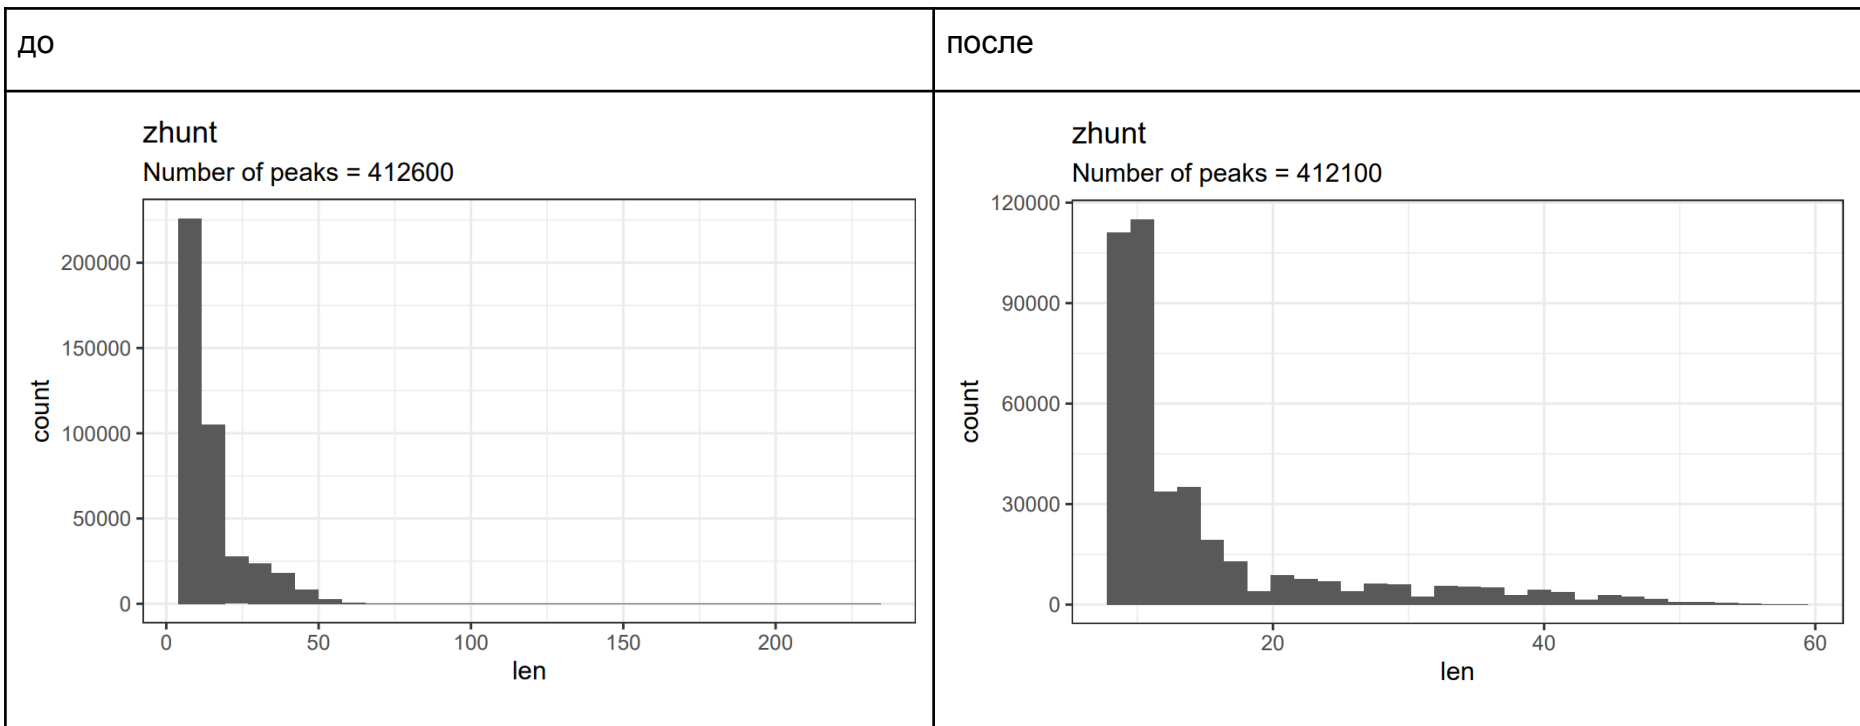 до
после
zhunt
Number of peaks = 412600
200000
150000
100000
50000
0
count
0 50 100 150 200
len
zhunt
Number of peaks = 412100
120000
90000
60000
30000
0
count
20 40 60
len